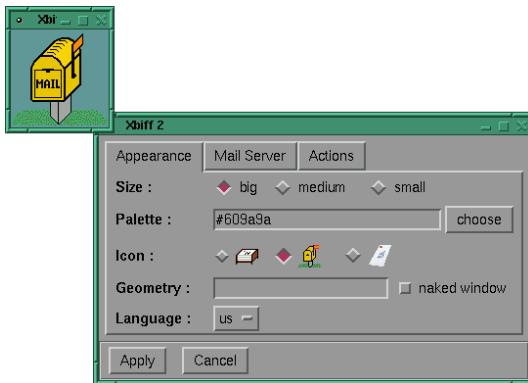 Xbi
MAIL
Xbiff 2
Appearance Mail Server Actions
Size : big medium small
Palette : #609a9a choose
Icon :
Geometry : naked window
Language : us
Apply Cancel